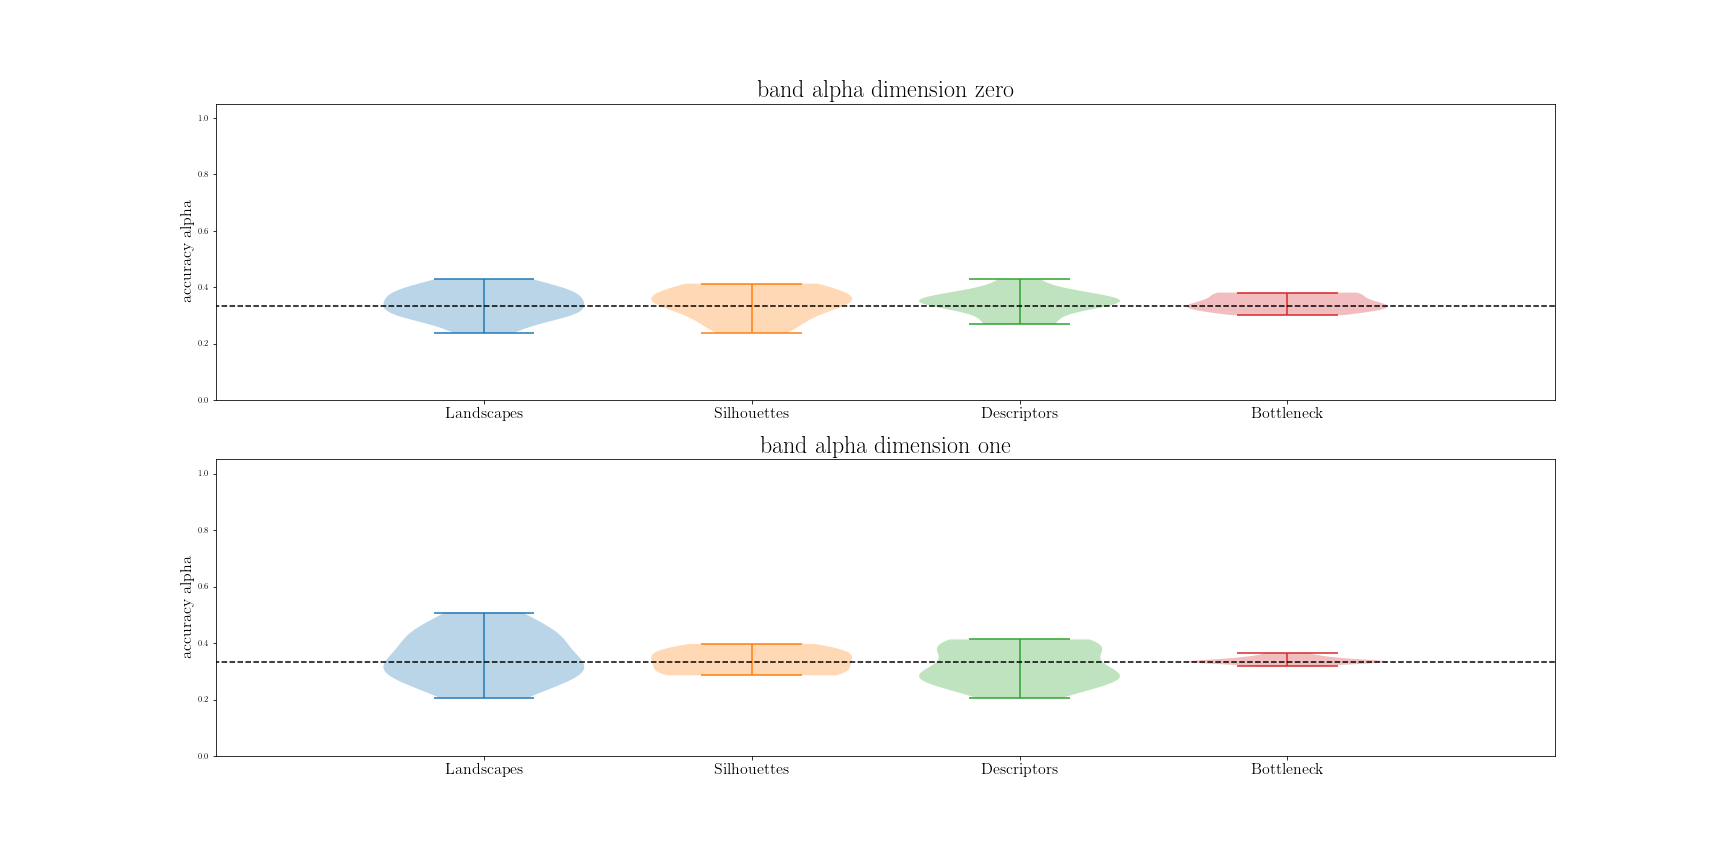 band alpha dimension zero
accuracy alpha
1.0
0.8
0.6
0.4
0.2
0.0
Landscapes Silhouettes Descriptors Bottleneck
band alpha dimension one
accuracy alpha
1.0
0.8
0.6
0.4
0.2
0.0
Landscapes Silhouettes Descriptors Bottleneck